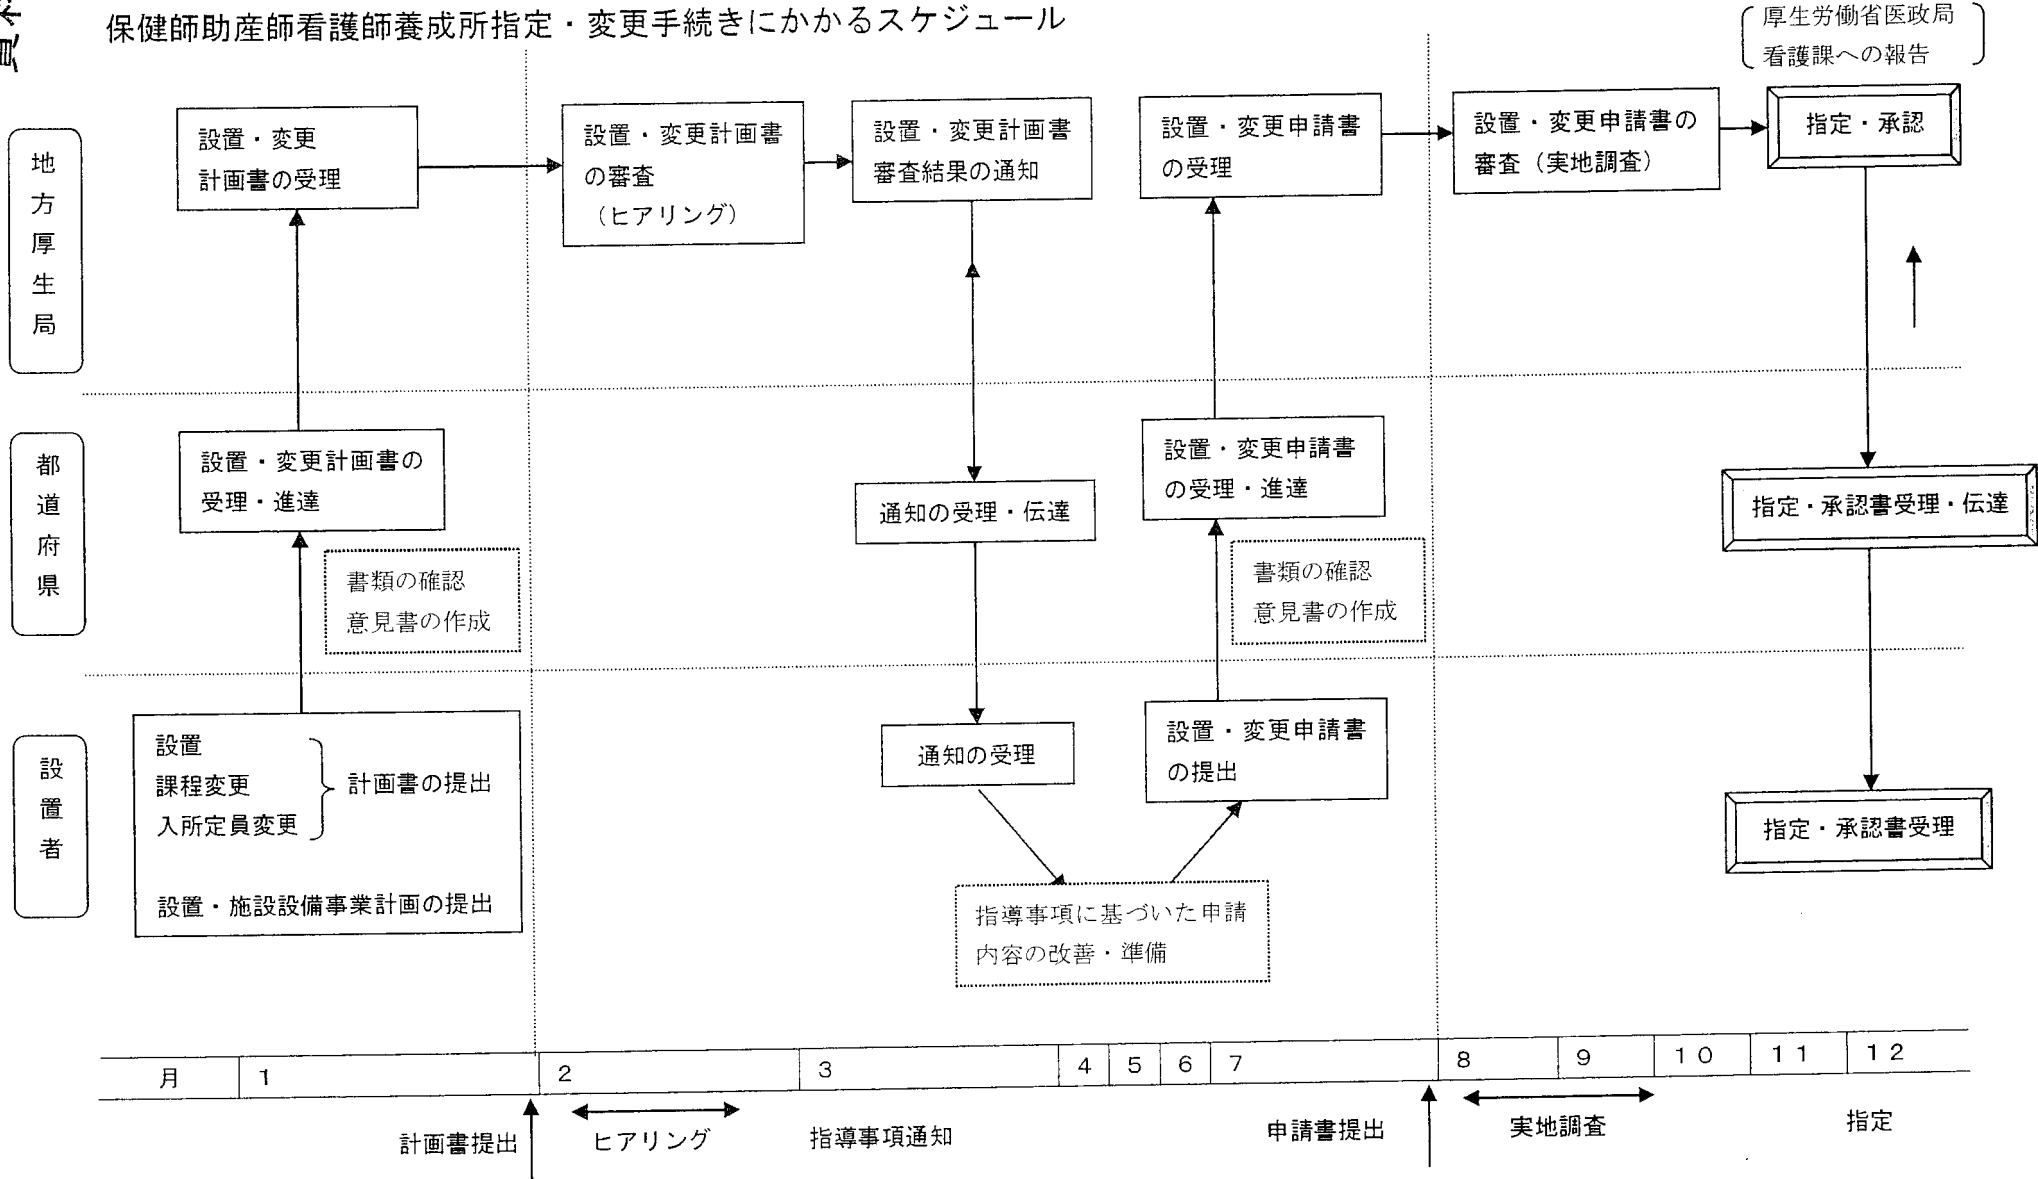 保健師助産師看護師養成所指定・変更手続きにかかるスケジュール
厚生労働省医政局
看護課への報告
地方厚生局
設置・変更
計画書の受理
設置・変更計画書
の審査
（ヒアリング）
設置・変更計画書
審査結果の通知
設置・変更申請書
の受理
設置・変更申請書の
審査（実地調査）
指定・承認
都道府県
設置・変更計画書の
受理・進達
書類の確認
意見書の作成
通知の受理・伝達
設置・変更申請書
の受理・進達
書類の確認
意見書の作成
指定・承認書受理・伝達
設置者
設置
課程変更
入所定員変更
計画書の提出
設置・施設設備事業計画の提出
通知の受理
設置・変更申請書
の提出
指定・承認書受理
指導事項に基づいた申請
内容の改善・準備
月 1 2 3 4 5 6 7 8 9 10 11 12
計画書提出 ヒアリング 指導事項通知 申請書提出 実地調査 指定